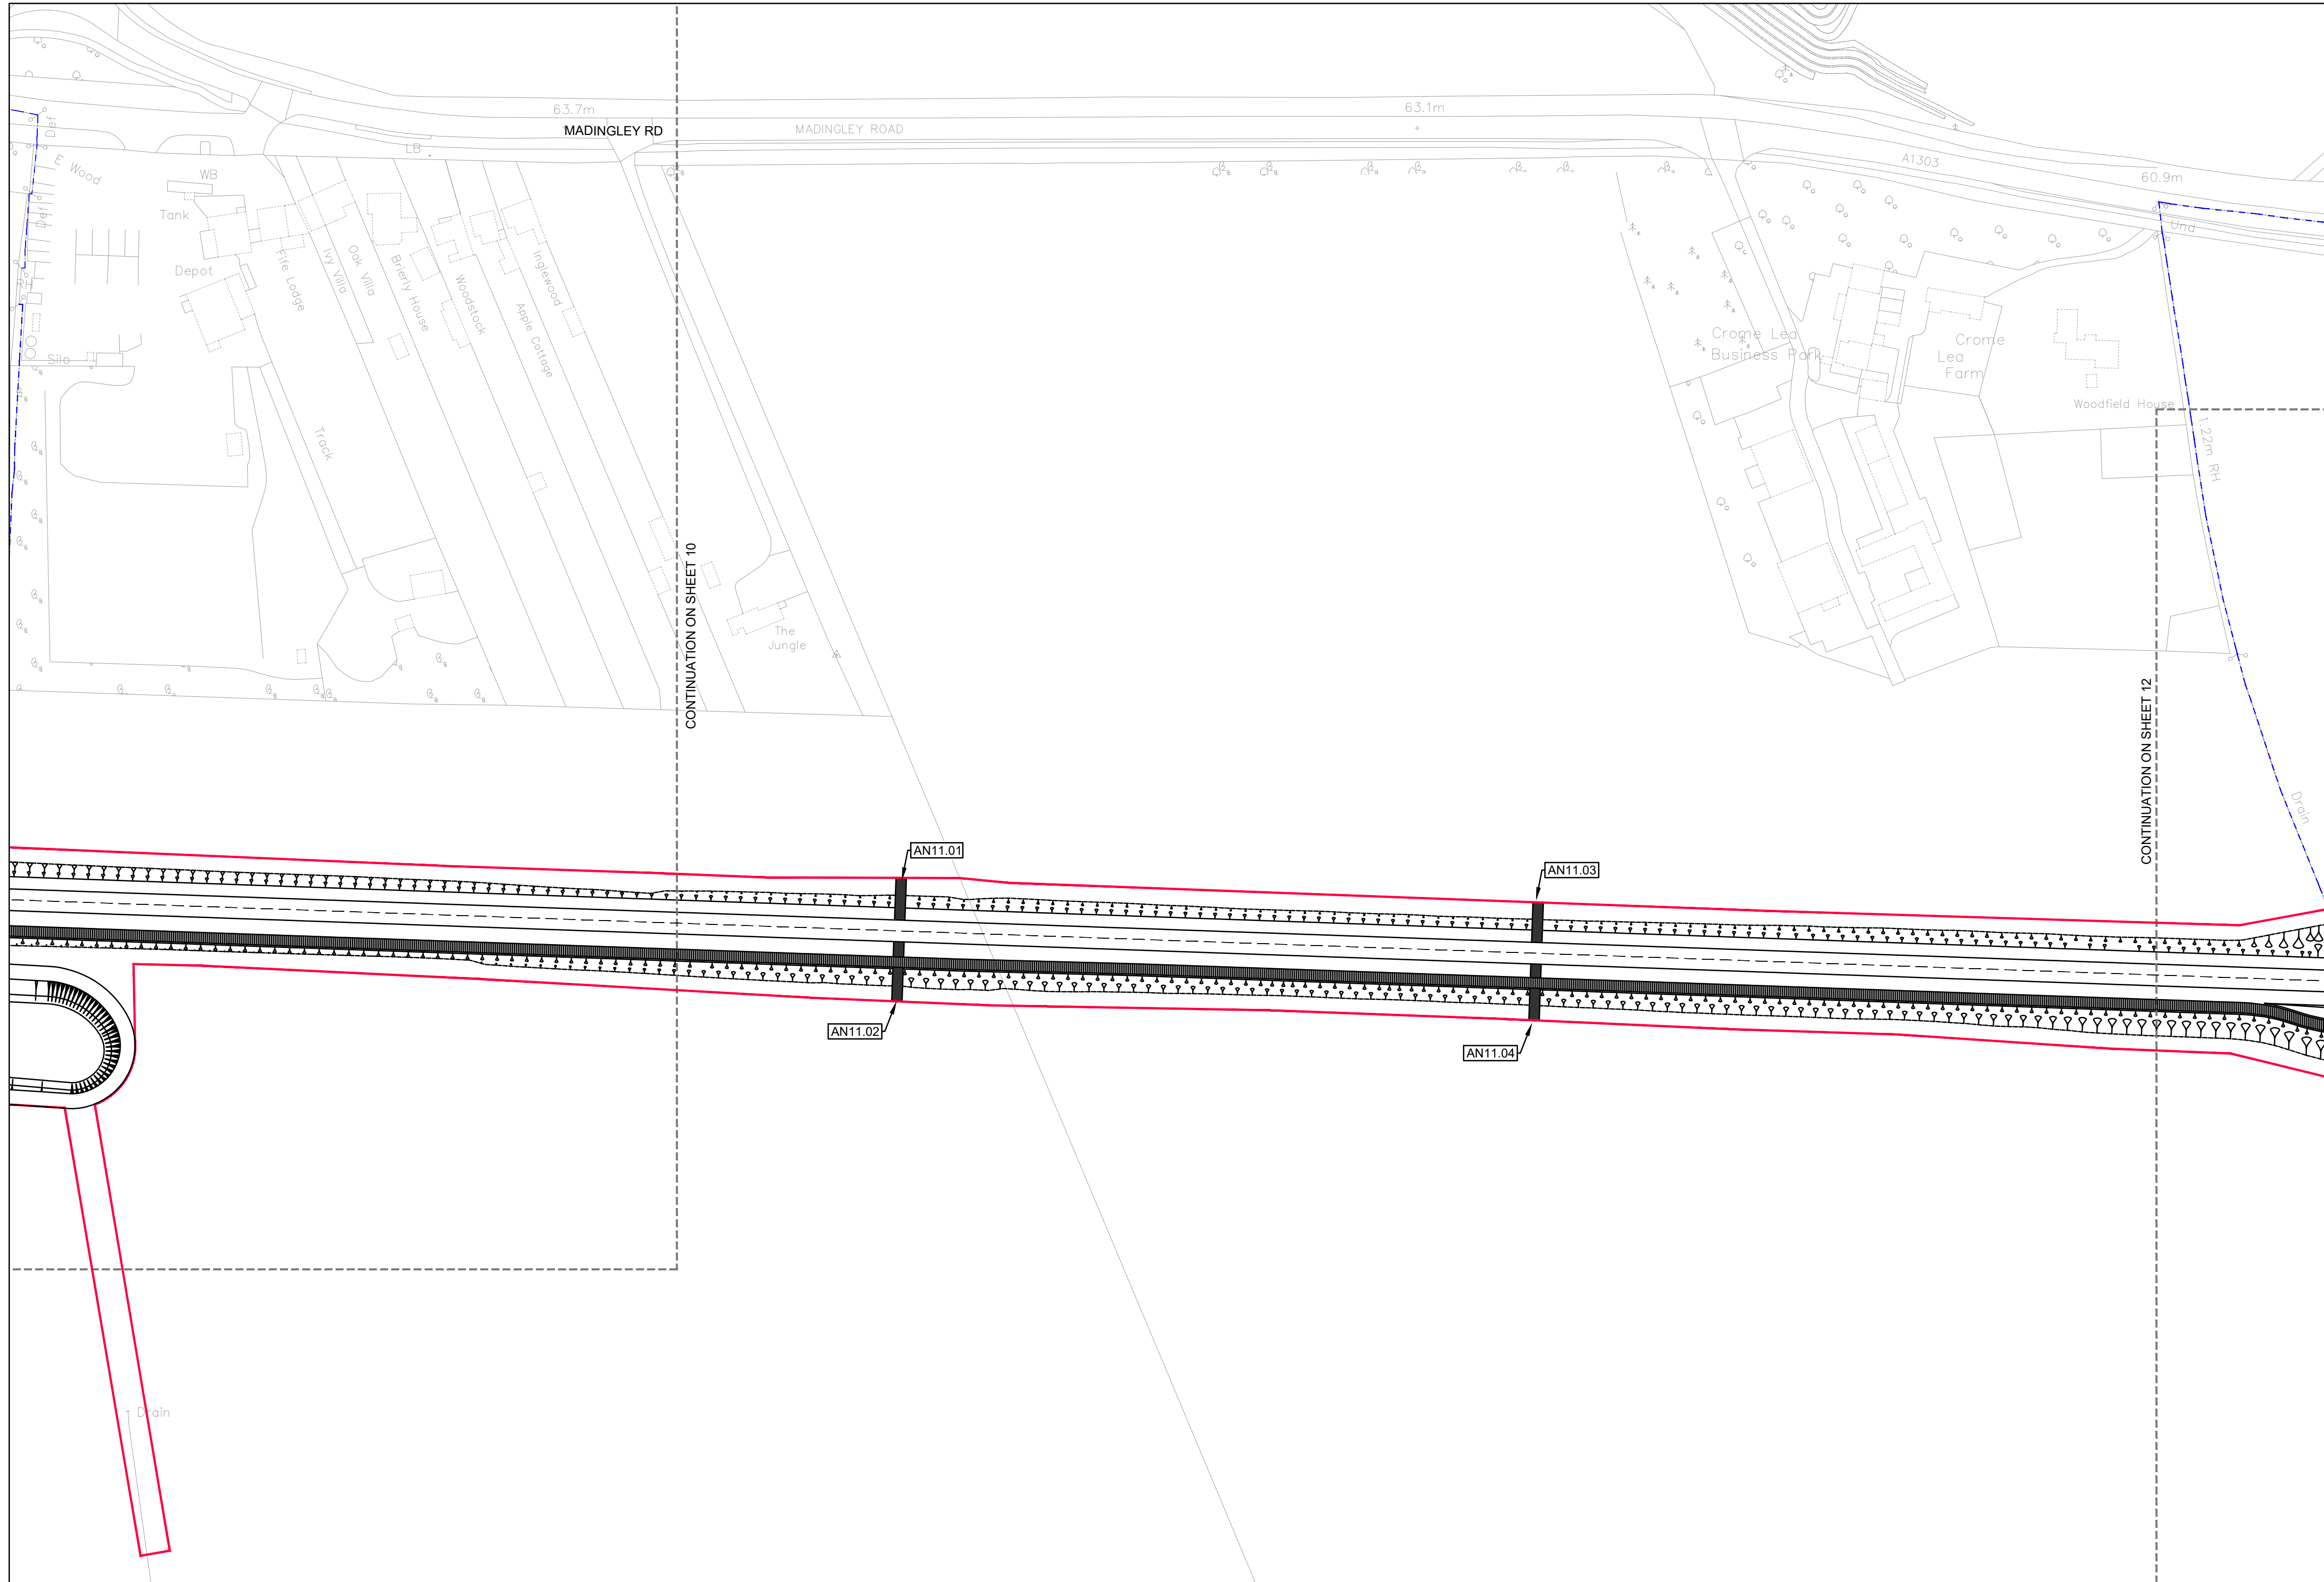 63.7m
63.1m
MADINGLEY RD
MADINGLEY ROAD
A1303
60.9m
Und
Def
Def
E Wood
LB
WB
Tank
Depot
RH
Silo
Fife Lodge
Ivy Villa
Oak Villa
Brierly House
Woodstock
Apple Cottage
Inglewood
Track
The
Jungle
Crome Lea
Business Park
Crome
Lea
Farm
Woodfield House
1.22m RH
Drain
CONTINUATION ON SHEET 10
CONTINUATION ON SHEET 12
AN11.01
AN11.03
AN11.02
AN11.04
Drain